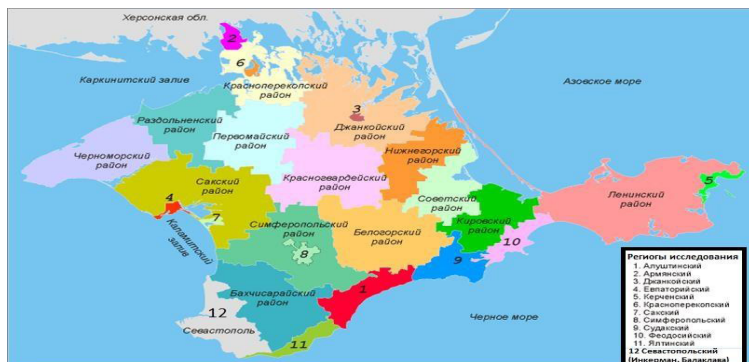 Херсонская обл.
2
6
Каркинитский залив
Красноперекопский
район
Азовское море
3
Раздольненский
район
Первомайский
район
Джанкойский
район
Нижнегорский
район
Черноморский
район
Сакский
район
Красногвардейский
район
Советский
район
Ленинский
район
5
4
7
Каламитский
залив
Симферопольский
район
8
Белогорский
район
Кировский
район
10
9
Бахчисарайский
район
1
12
Севастополь
11
Черное море
Регионы исследования
1. Алуштинский
2. Армянский
3. Джанкойский
4. Евпаторийский
5. Керченский
6. Красноперекопский
7. Сакский
8. Симферопольский
9. Судакский
10. Феодосийский
11. Ялтинский
12 Севастопольский
(Инкерман, Балаклава)